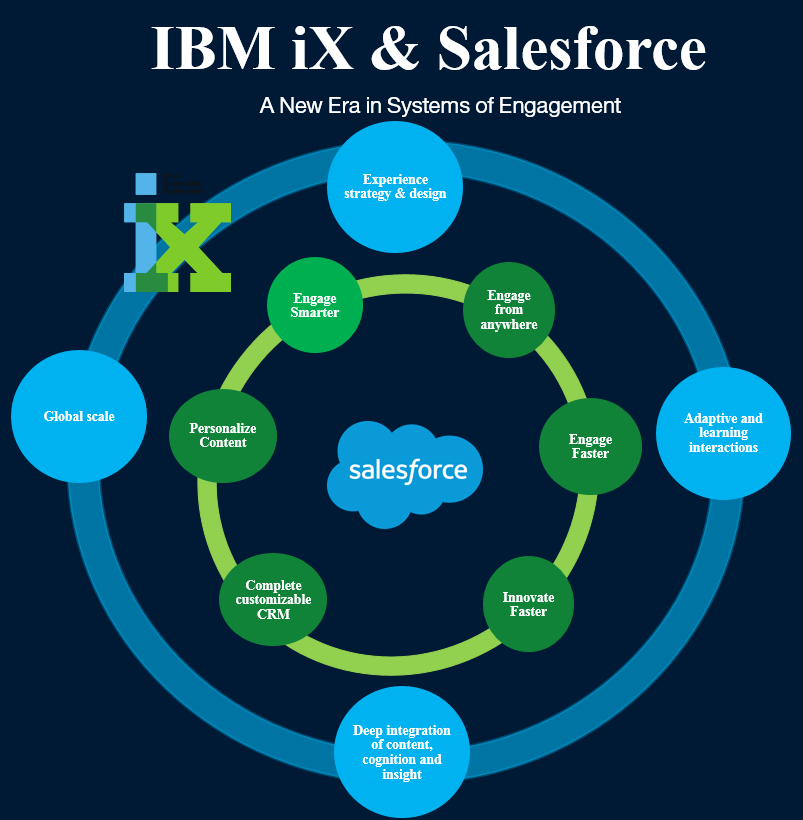 IBM iX & Salesforce
A New Era in Systems of Engagement
Experience
strategy & design
iX
Engage
Smarter
Engage
from
anywhere
Global scale
Personalize
Content
salesforce
Engage
Faster
Adaptive and
learning
interactions
Complete
customizable
CRM
Innovate
Faster
Deep integration
of content,
cognition and
insight